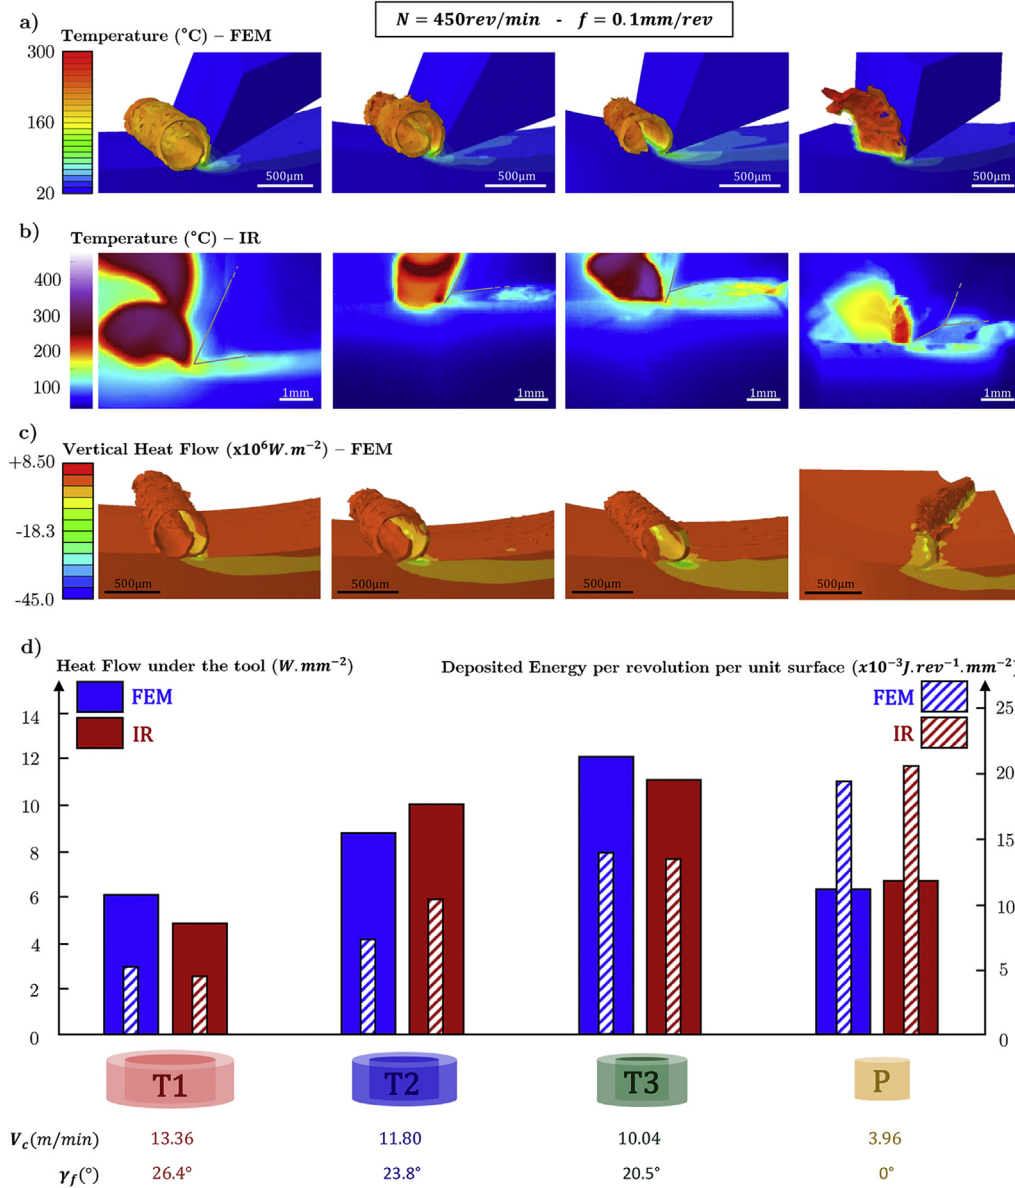 N = 450rev/min - f = 0.1mm/rev
a)
Temperature (°C) – FEM
300
160
20
500μm
500μm
500μm
500μm
b)
Temperature (°C) – IR
400
300
200
100
1mm
1mm
1mm
1mm
c)
Vertical Heat Flow (x10⁶W.m⁻²) – FEM
+8.50
-18.3
-45.0
500μm
500μm
500μm
500μm
d)
Heat Flow under the tool (W.mm⁻²)
Deposited Energy per revolution per unit surface (x10⁻³J.rev⁻¹.mm⁻²)
FEM
IR
FEM
IR
14
12
10
8
6
4
2
0
25
20
15
10
5
0
T1
T2
T3
P
V_c(m/min)
13.36
11.80
10.04
3.96
γ_f(°)
26.4°
23.8°
20.5°
0°